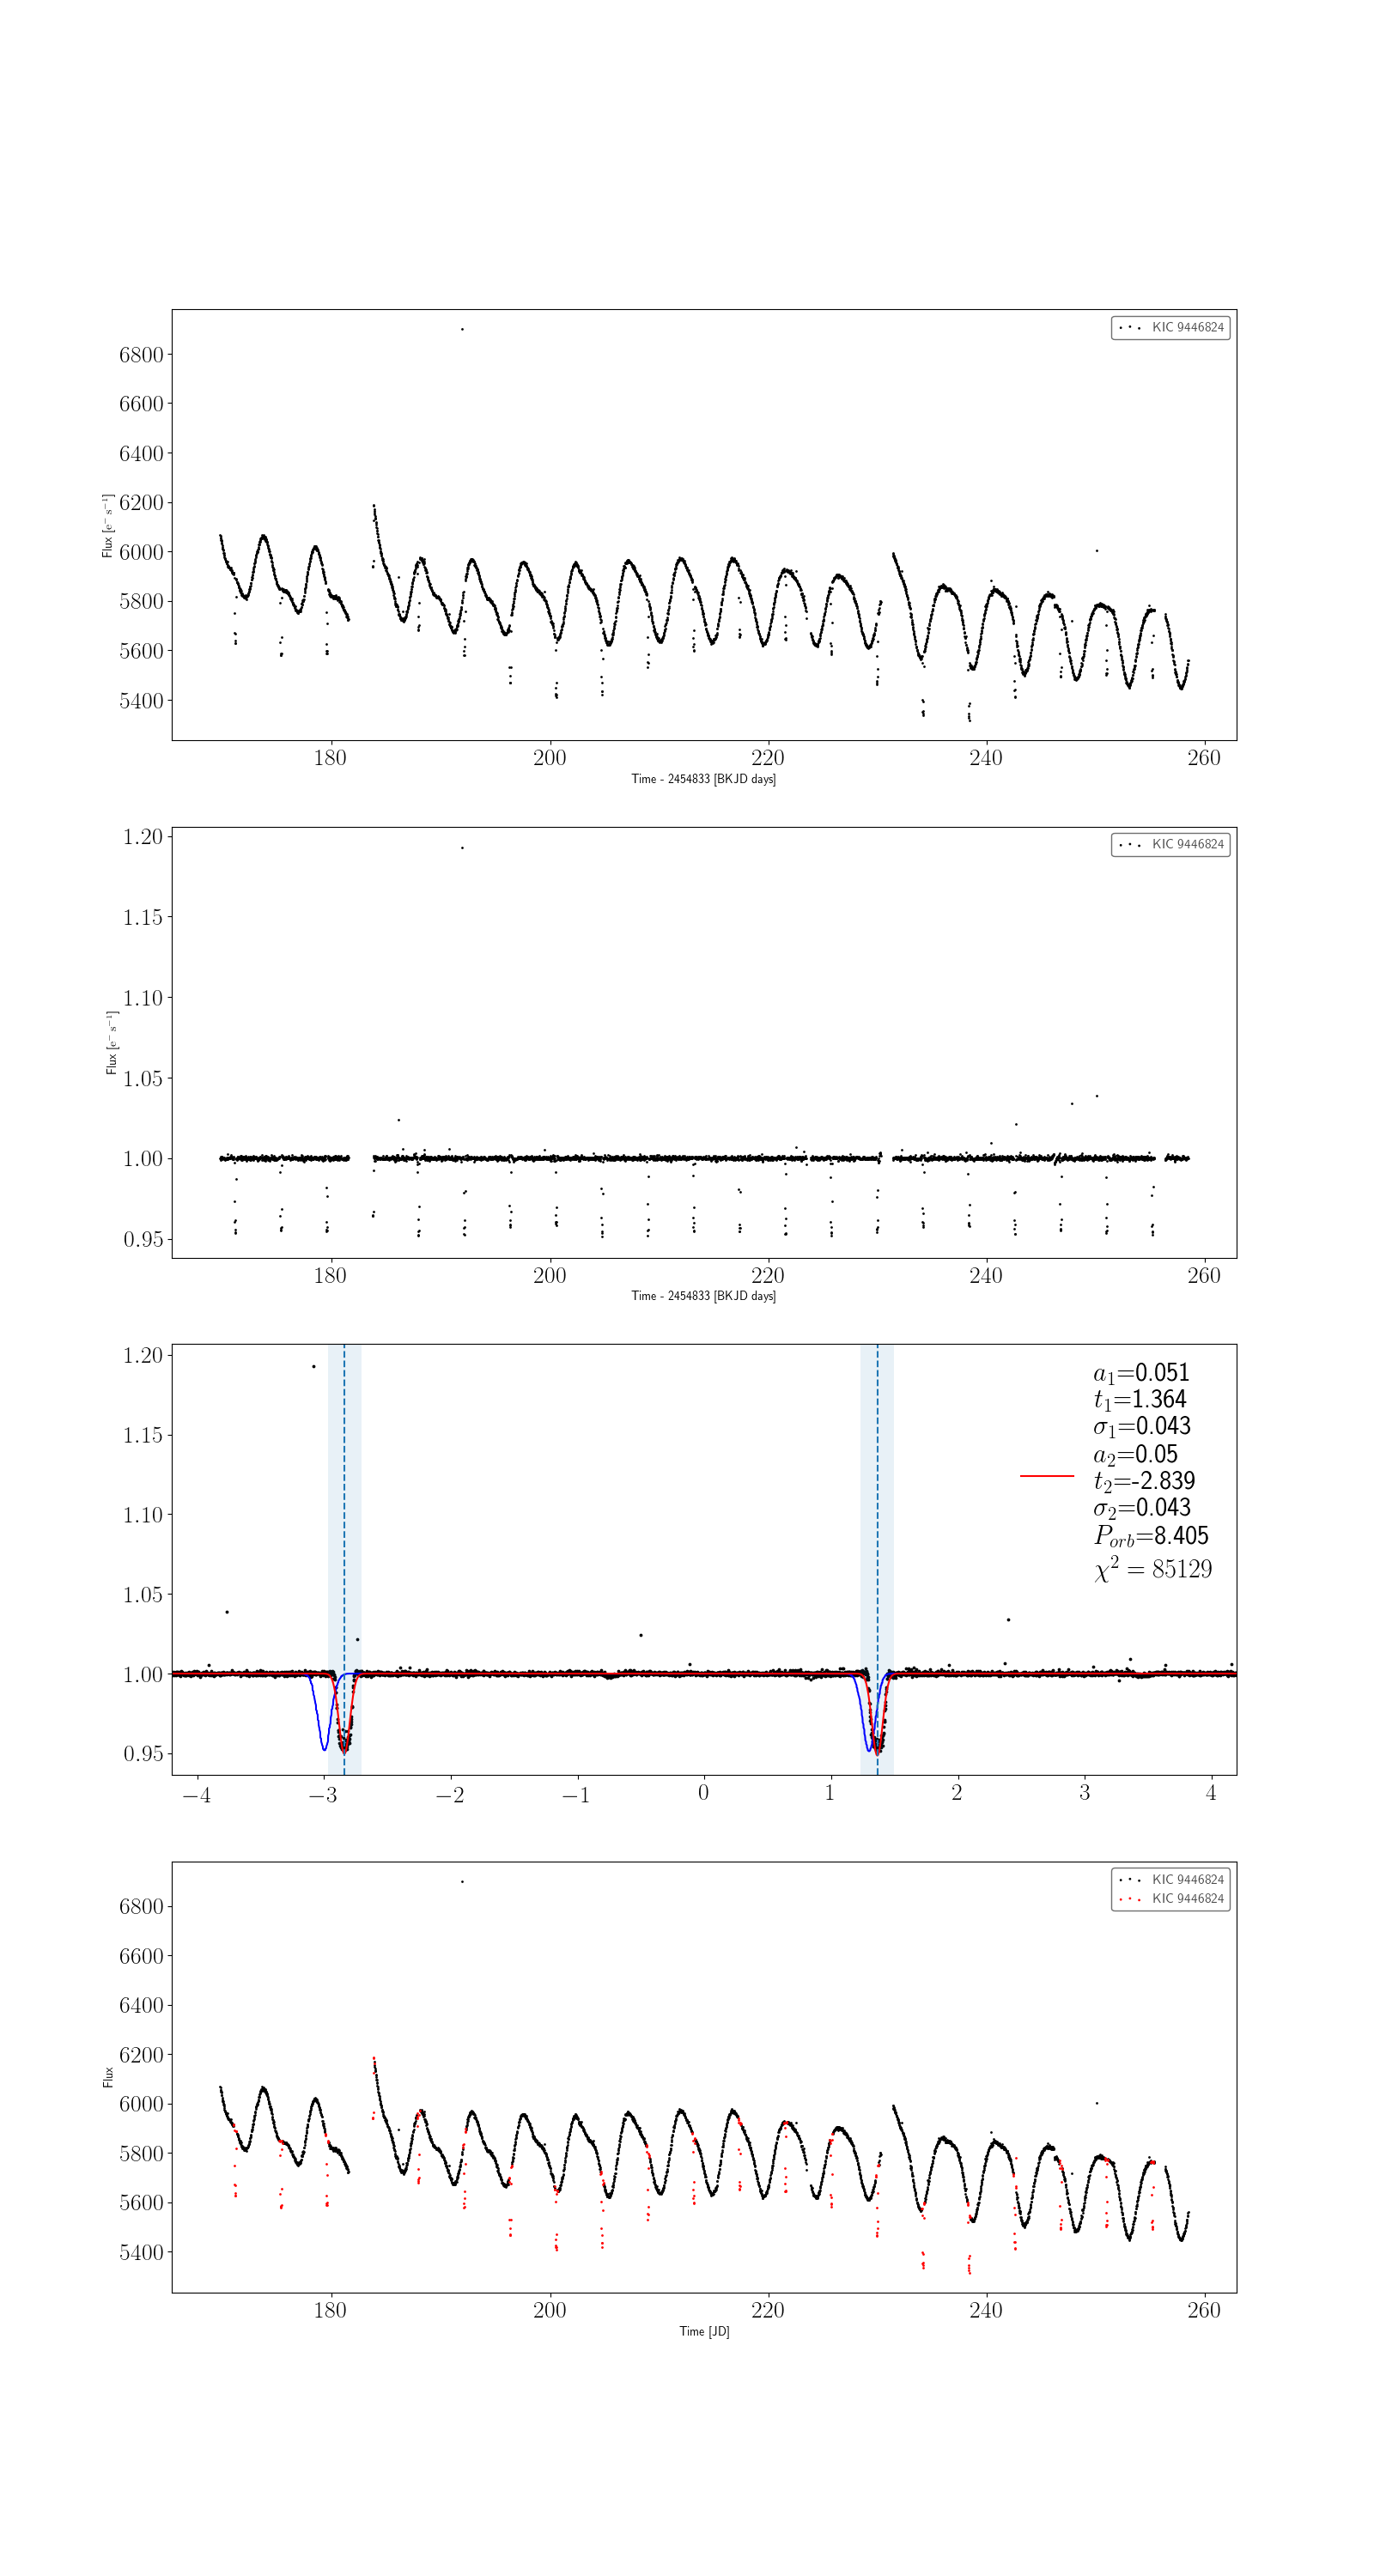 KIC 9446824
6800
6600
6400
6200
6000
5800
5600
5400
Flux [e⁻ s⁻¹]
180 200 220 240 260
Time - 2454833 [BKJD days]
KIC 9446824
1.20
1.15
1.10
1.05
1.00
0.95
Flux [e⁻ s⁻¹]
180 200 220 240 260
Time - 2454833 [BKJD days]
1.20
1.15
1.10
1.05
1.00
0.95
a₁=0.051
t₁=1.364
σ₁=0.043
a₂=0.05
t₂=-2.839
σ₂=0.043
P_orb=8.405
χ² = 85129
−4 −3 −2 −1 0 1 2 3 4
KIC 9446824
KIC 9446824
6800
6600
6400
6200
6000
5800
5600
5400
Flux
180 200 220 240 260
Time [JD]